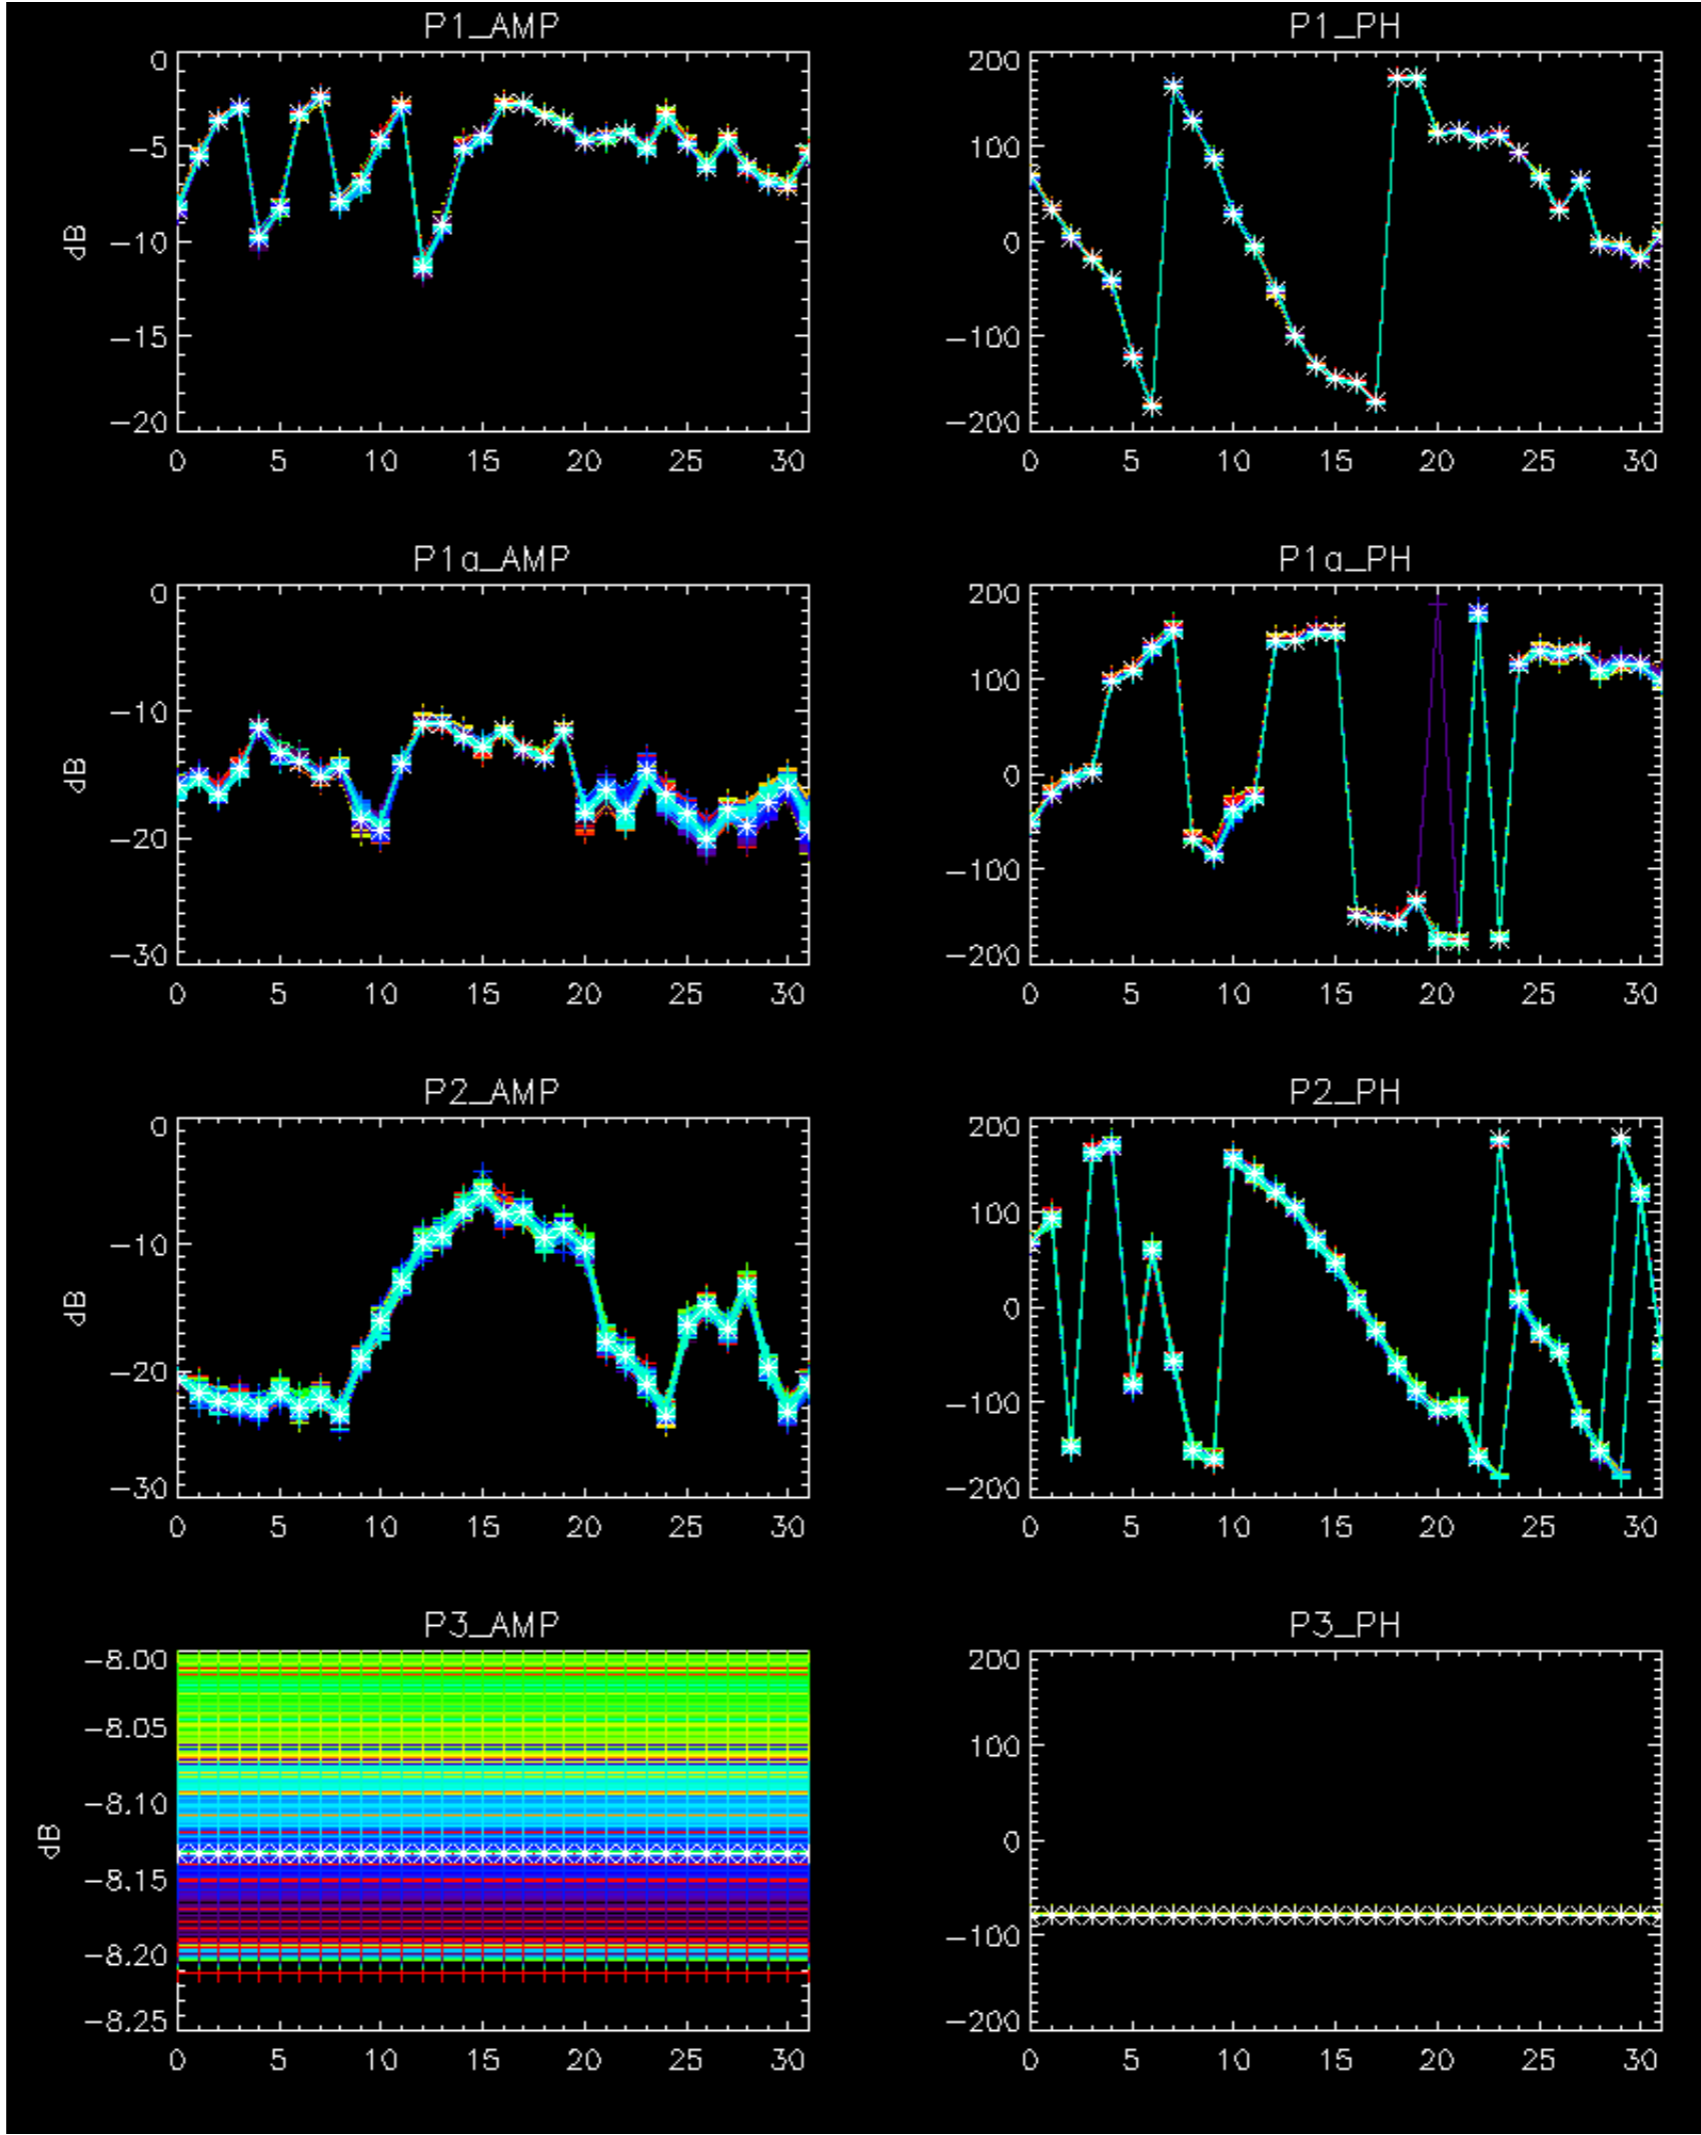 P1_AMP P1_PH
0 200
-5 100
dB -10 0
-15 -100
-20 -200
0 5 10 15 20 25 30 0 5 10 15 20 25 30
P1a_AMP P1a_PH
0 200
-10 100
dB 0
-20 -100
-30 -200
0 5 10 15 20 25 30 0 5 10 15 20 25 30
P2_AMP P2_PH
0 200
-10 100
dB 0
-20 -100
-30 -200
0 5 10 15 20 25 30 0 5 10 15 20 25 30
P3_AMP P3_PH
-8.00 200
-8.05 100
-8.10
dB 0
-8.15 -100
-8.20
-8.25 -200
0 5 10 15 20 25 30 0 5 10 15 20 25 30